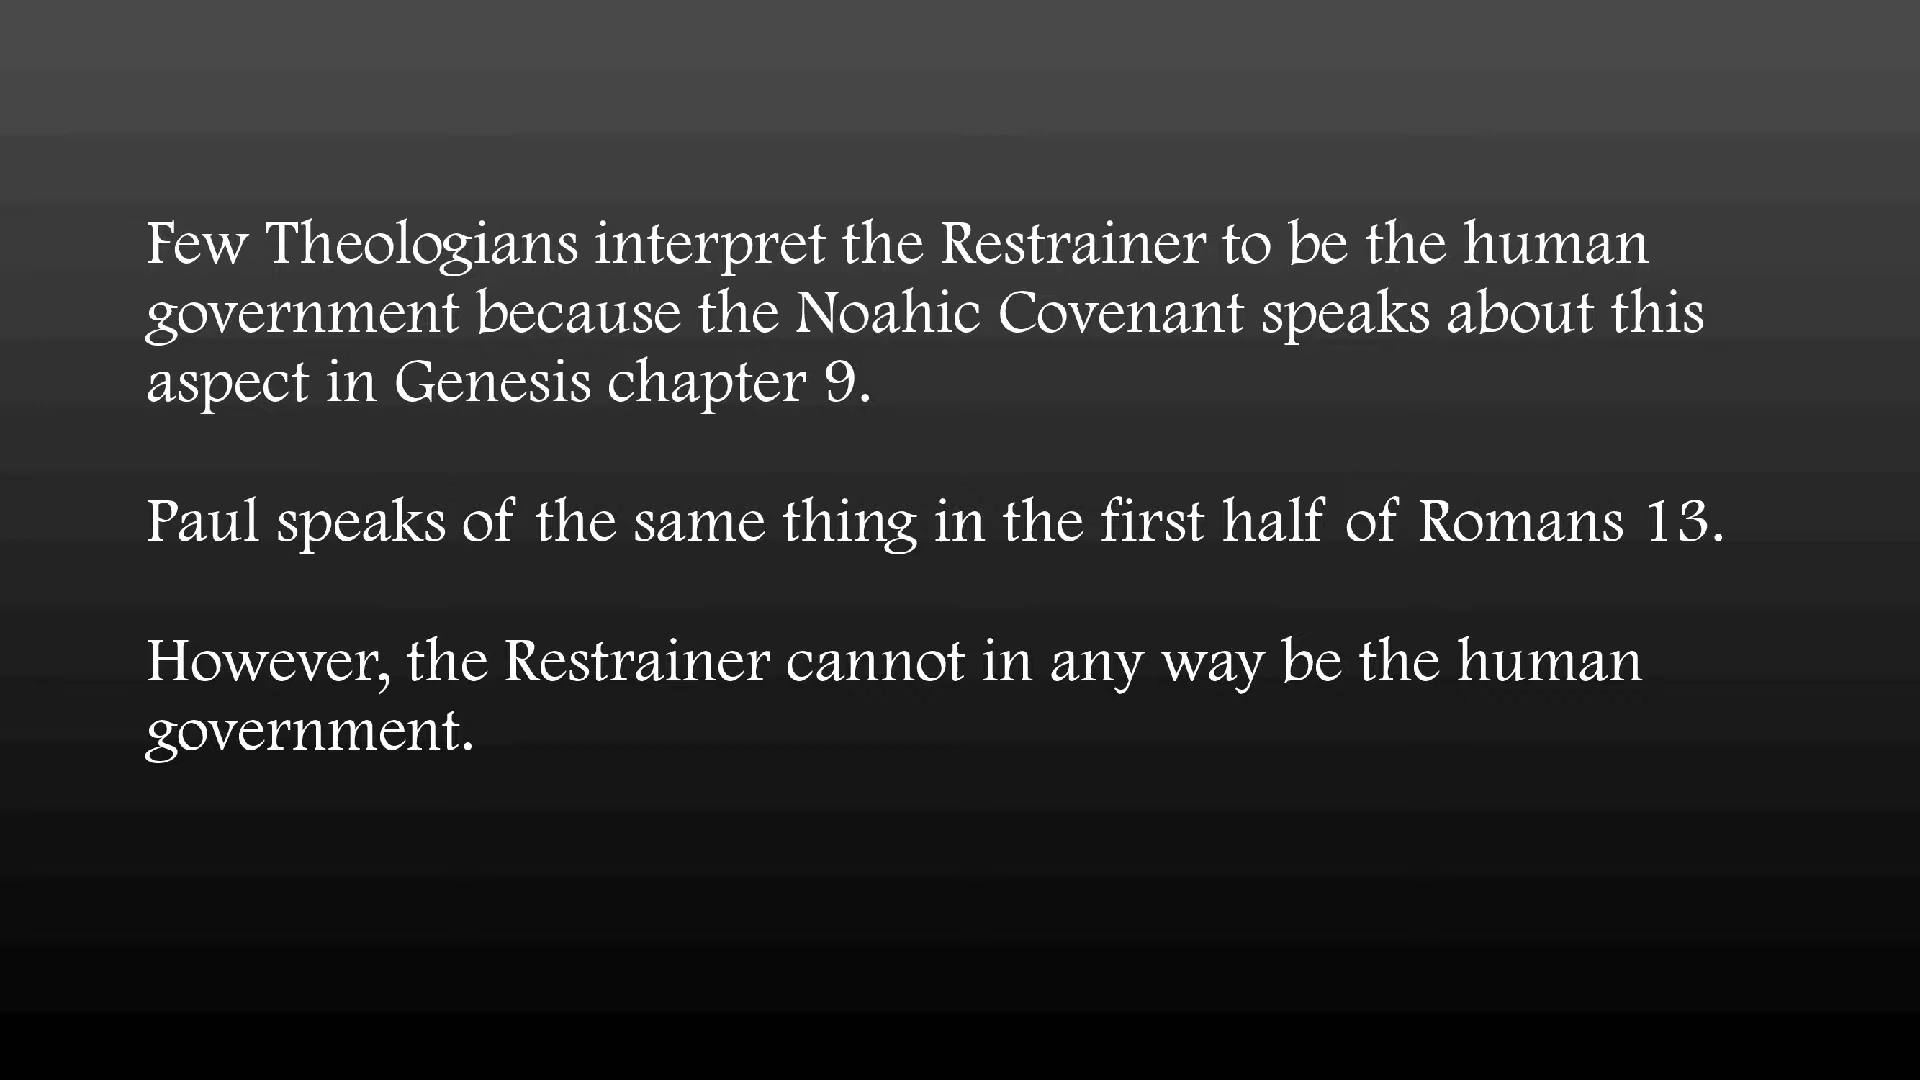 Few Theologians interpret the Restrainer to be the human
government because the Noahic Covenant speaks about this
aspect in Genesis chapter 9.
Paul speaks of the same thing in the first half of Romans 13.
However, the Restrainer cannot in any way be the human
government.